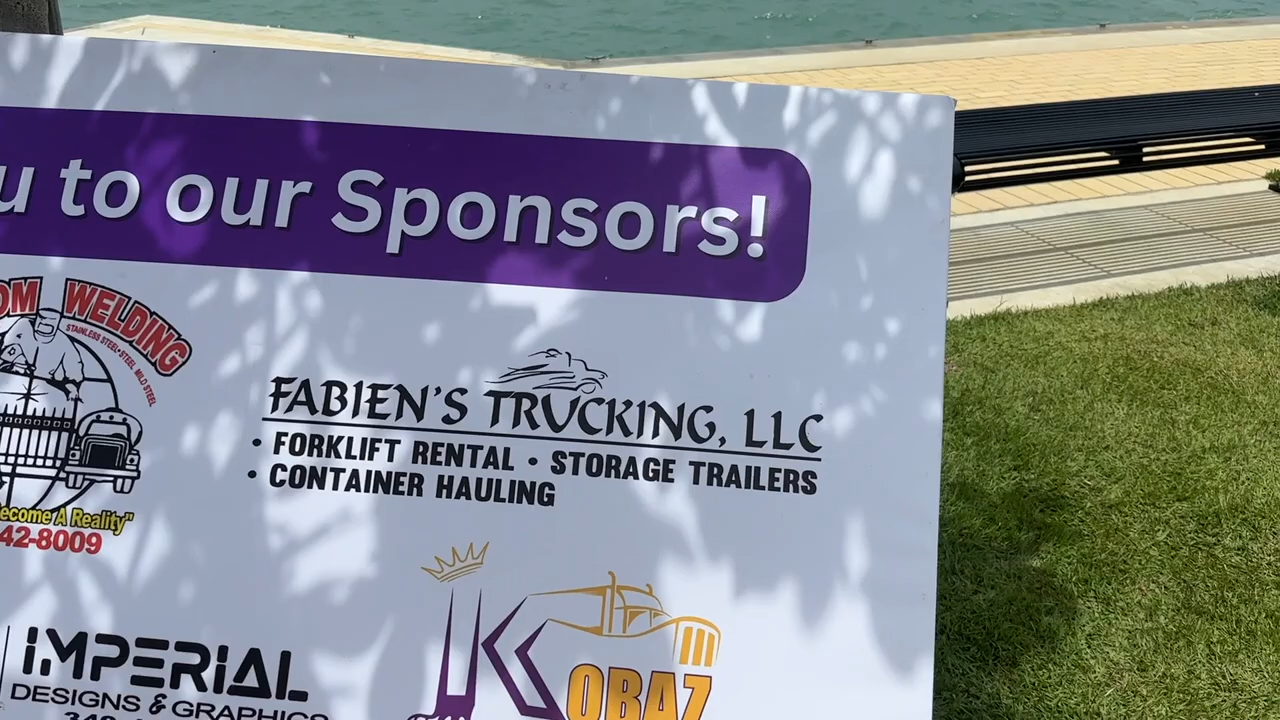 u to our Sponsors!
OM WELDING
STAINLESS STEEL • STEEL MILD STEEL
FABIEN'S TRUCKING, LLC
• FORKLIFT RENTAL • STORAGE TRAILERS
• CONTAINER HAULING
ecome A Reality"
42-8009
IMPERIAL
DESIGNS & GRAPHICS
KOBAZ